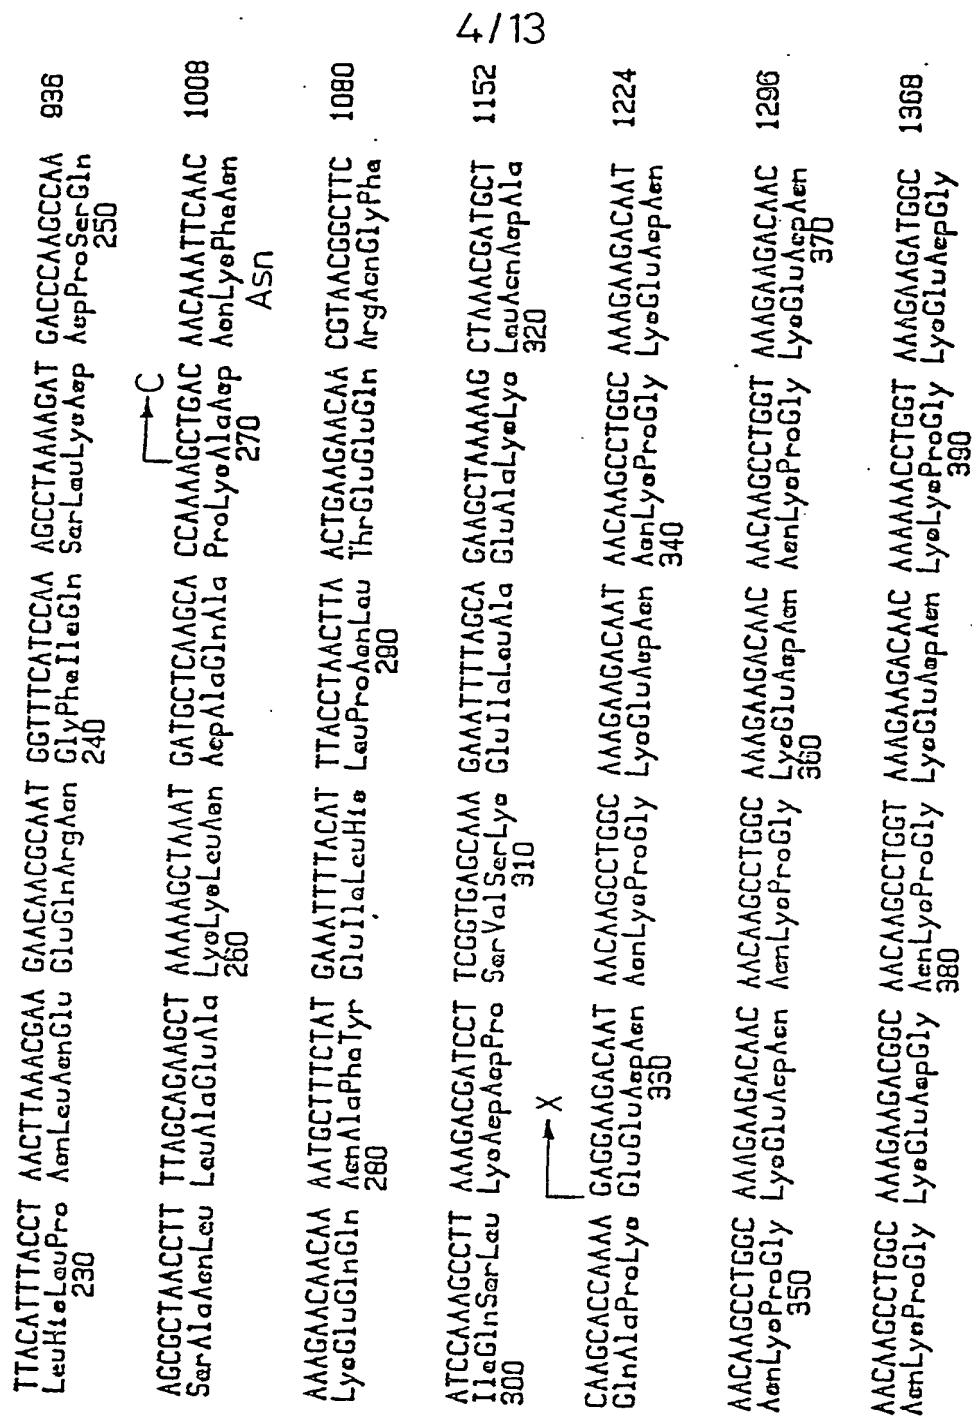 4/13
TTACATTTACCT AACTTAAACGAA GAACAACGCAAT GGTTTCATCCAA AGCCTAAAAGAT GACCCAAGCCAA 936
LeuHisLeuPro AsnLeuAsnGlu GluGlnArgAsn GlyPheIleGln SerLeuLysAsp AspProSerGln
230 240 250
C
AGCGCTAACCTT TTAGCAGAAGCT AAAAAGCTAAAT GATGCTCAAGCA CCAAAAGCTGAC AACAAATTCAAC 1008
SerAlaAsnLeu LeuAlaGluAla LysLysLeuAsn AspAlaGlnAla ProLysAlaAsp AsnLysPheAsn
260 270 Asn
AAAGAACAACAA AATGCTTTCTAT GAAATTTTACAT TTACCTAACTTA ACTGAAGAACAA CGTAACGGCTTC 1080
LysGluGlnGln AsnAlaPheTyr GluIleLeuHis LeuProAsnLeu ThrGluGluGln ArgAsnGlyPhe
280 290
ATCCAAAGCCTT AAAGACGATCCT TCGGTGAGCAAA GAAATTTTAGCA GAAGCTAAAAAG CTAAACGATGCT 1152
IleGlnSerLeu LysAspAspPro SerValSerLys GluIleLeuAla GluAlaLysLys LeuAsnAspAla
300 310 320
X
CAAGCACCAAAA GAGGAAGACAAT AACAAGCCTGGC AAAGAAGACAAT AACAAGCCTGGC AAAGAAGACAAT 1224
GlnAlaProLys GluGluAspAsn AsnLysProGly LysGluAspAsn AsnLysProGly LysGluAspAsn
330 340
AACAAGCCTGGC AAAGAAGACAAC AACAAGCCTGGC AAAGAAGACAAC AACAAGCCTGGT AAAGAAGACAAC 1296
AsnLysProGly LysGluAspAsn AsnLysProGly LysGluAspAsn AsnLysProGly LysGluAspAsn
350 360 370
AACAAGCCTGGC AAAGAAGACGGC AACAAGCCTGGT AAAGAAGACAAC AAAAAACCTGGT AAAGAAGATGGC 1368
AsnLysProGly LysGluAspGly AsnLysProGly LysGluAspAsn LysLysProGly LysGluAspGly
380 390